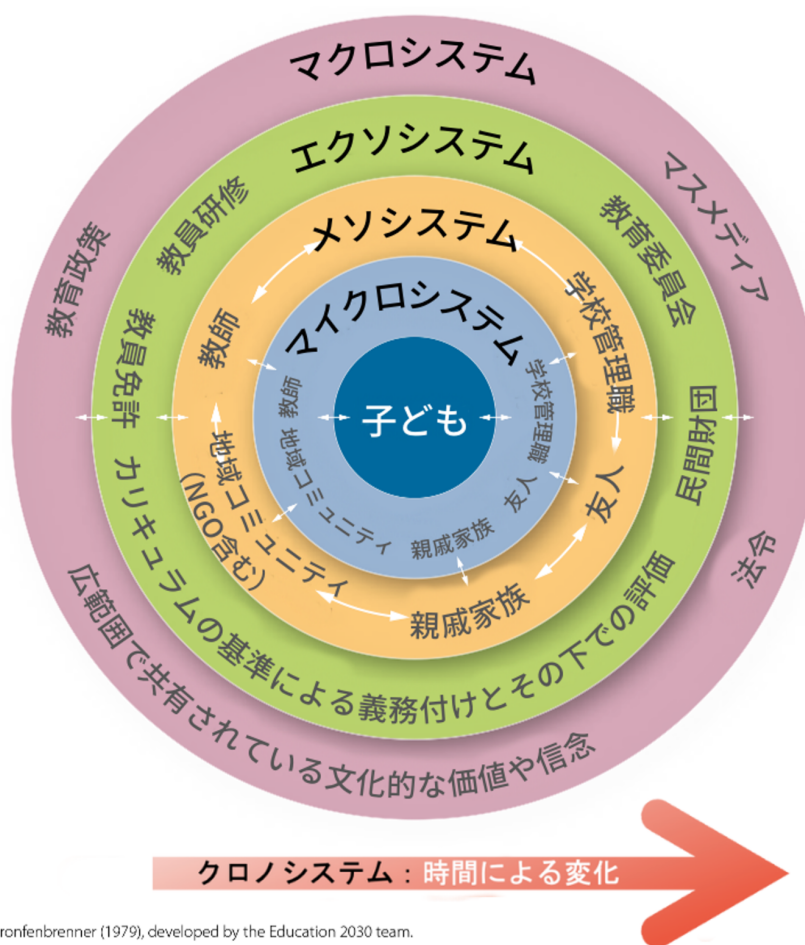 マクロシステム
教育政策
マスメディア
法令
広範囲で共有されている文化的な価値や信念
エクソシステム
教員研修
教員免許
教育委員会
民間財団
カリキュラムの基準による義務付けとその下での評価
メソシステム
教師
学校管理職
友人
親戚家族
地域コミュニティ
(NGO含む)
マイクロシステム
教師
学校管理職
友人
親戚家族
地域コミュニティ
子ども
クロノシステム：時間による変化
ronfenbrenner (1979), developed by the Education 2030 team.